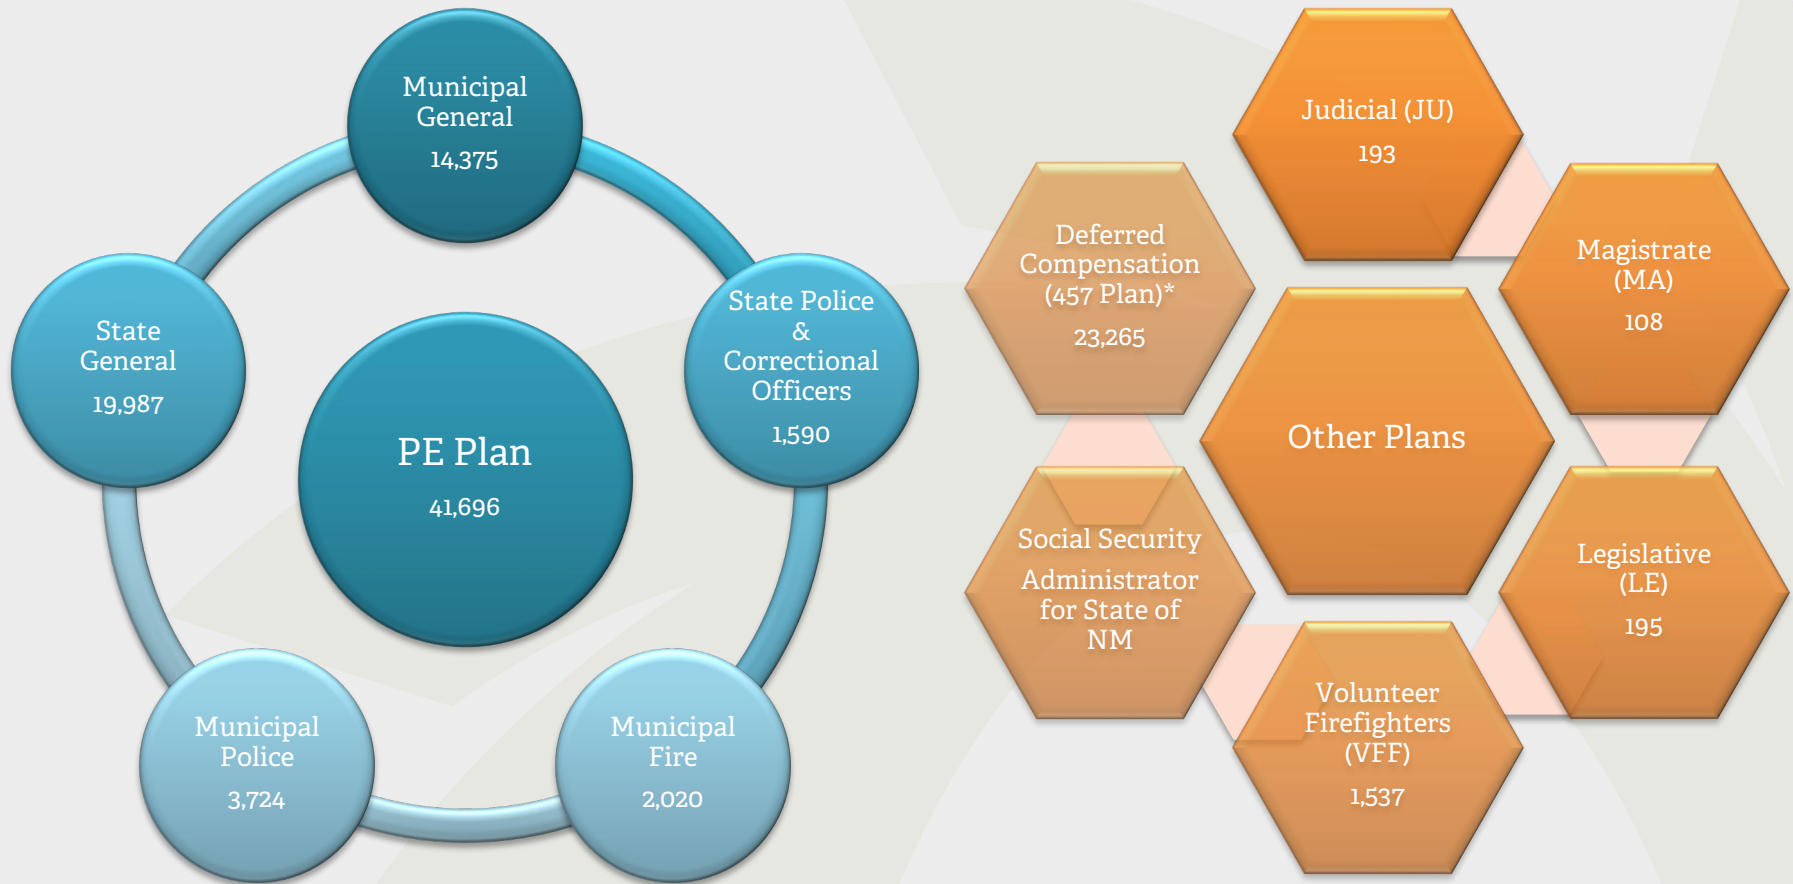 Municipal
General
14,375
State Police
&
Correctional
Officers
1,590
Municipal
Fire
2,020
Municipal
Police
3,724
State
General
19,987
PE Plan
41,696
Judicial (JU)
193
Magistrate
(MA)
108
Legislative
(LE)
195
Volunteer
Firefighters
(VFF)
1,537
Social Security
Administrator
for State of
NM
Deferred
Compensation
(457 Plan)*
23,265
Other Plans